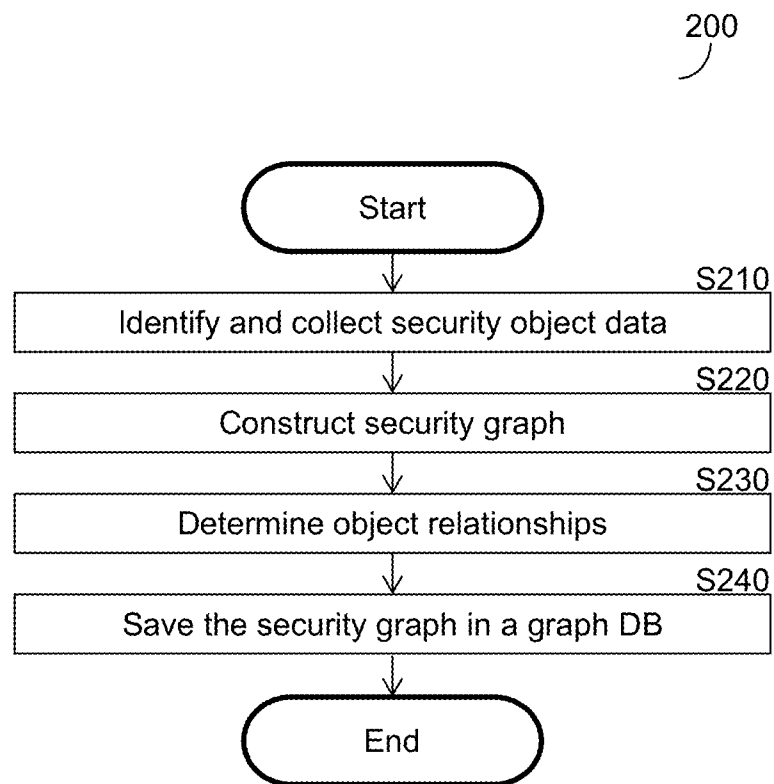 200
Start
S210
Identify and collect security object data
S220
Construct security graph
S230
Determine object relationships
S240
Save the security graph in a graph DB
End